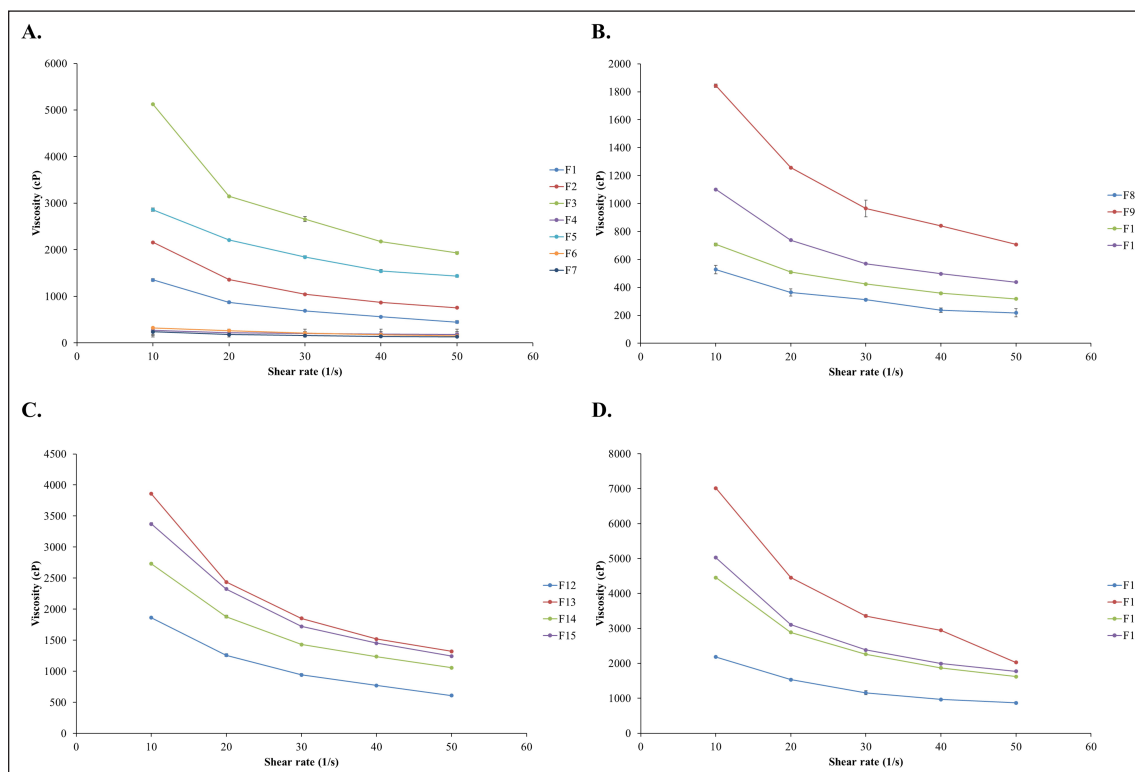 A.
Viscosity (cP)
6000
5000
4000
3000
2000
1000
0
0 10 20 30 40 50 60
Shear rate (1/s)
F1
F2
F3
F4
F5
F6
F7
B.
Viscosity (cP)
2000
1800
1600
1400
1200
1000
800
600
400
200
0
0 10 20 30 40 50 60
Shear rate (1/s)
F8
F9
F1
F1
C.
Viscosity (cP)
4500
4000
3500
3000
2500
2000
1500
1000
500
0
0 10 20 30 40 50 60
Shear rate (1/s)
F12
F13
F14
F15
D.
Viscosity (cP)
8000
7000
6000
5000
4000
3000
2000
1000
0
0 10 20 30 40 50 60
Shear rate (1/s)
F1
F1
F1
F1